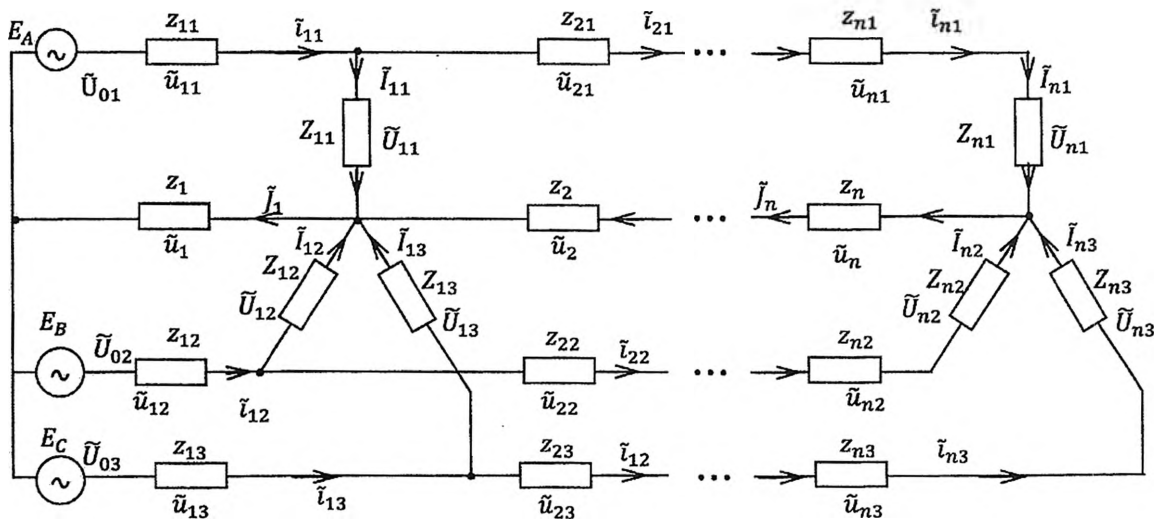 E_A z_11 ĩ_11 z_21 ĩ_21 ... z_n1 ĩ_n1
~ Ũ_01 ũ_11 Ĩ_11 ũ_21 ũ_n1 Ĩ_n1
Z_11 Ũ_11 Z_n1 Ũ_n1
z_1 J̃_1 z_2 ... J̃_n z_n
ũ_1 Ĩ_12 Ĩ_13 ũ_2 ũ_n Ĩ_n2 Ĩ_n3
Z_12 Z_13 Z_n2 Z_n3
Ũ_12 Ũ_13 Ũ_n2 Ũ_n3
E_B Ũ_02 z_12 z_22 ĩ_22 ... z_n2
~ ũ_12 ĩ_12 ũ_22 ũ_n2
E_C Ũ_03 z_13 z_23 ĩ_12 ... z_n3 ĩ_n3
~ ũ_13 ĩ_13 ũ_23 ũ_n3